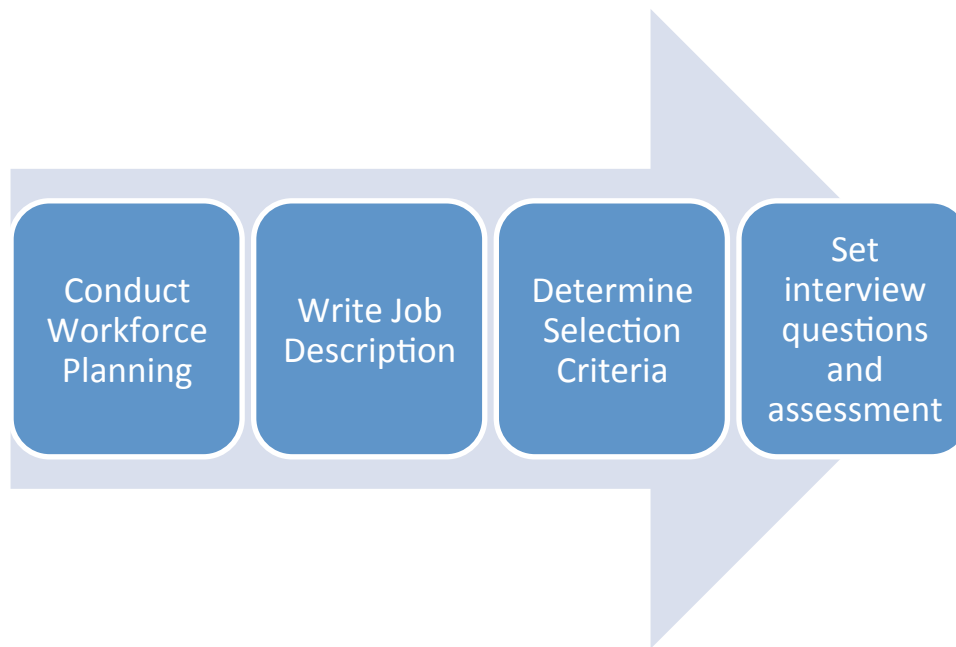 Conduct
Workforce
Planning
Write Job
Description
Determine
Selection
Criteria
Set
interview
questions
and
assessment